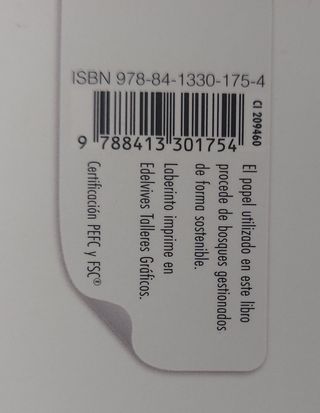 ISBN 978-84-1330-175-4
9 788413 301754
CI 209460
El papel utilizado en este libro
procede de bosques gestionados
de forma sostenible.
Laberinto imprime en
Edelvives Talleres Gráficos.
Certificación PEFC y FSC®